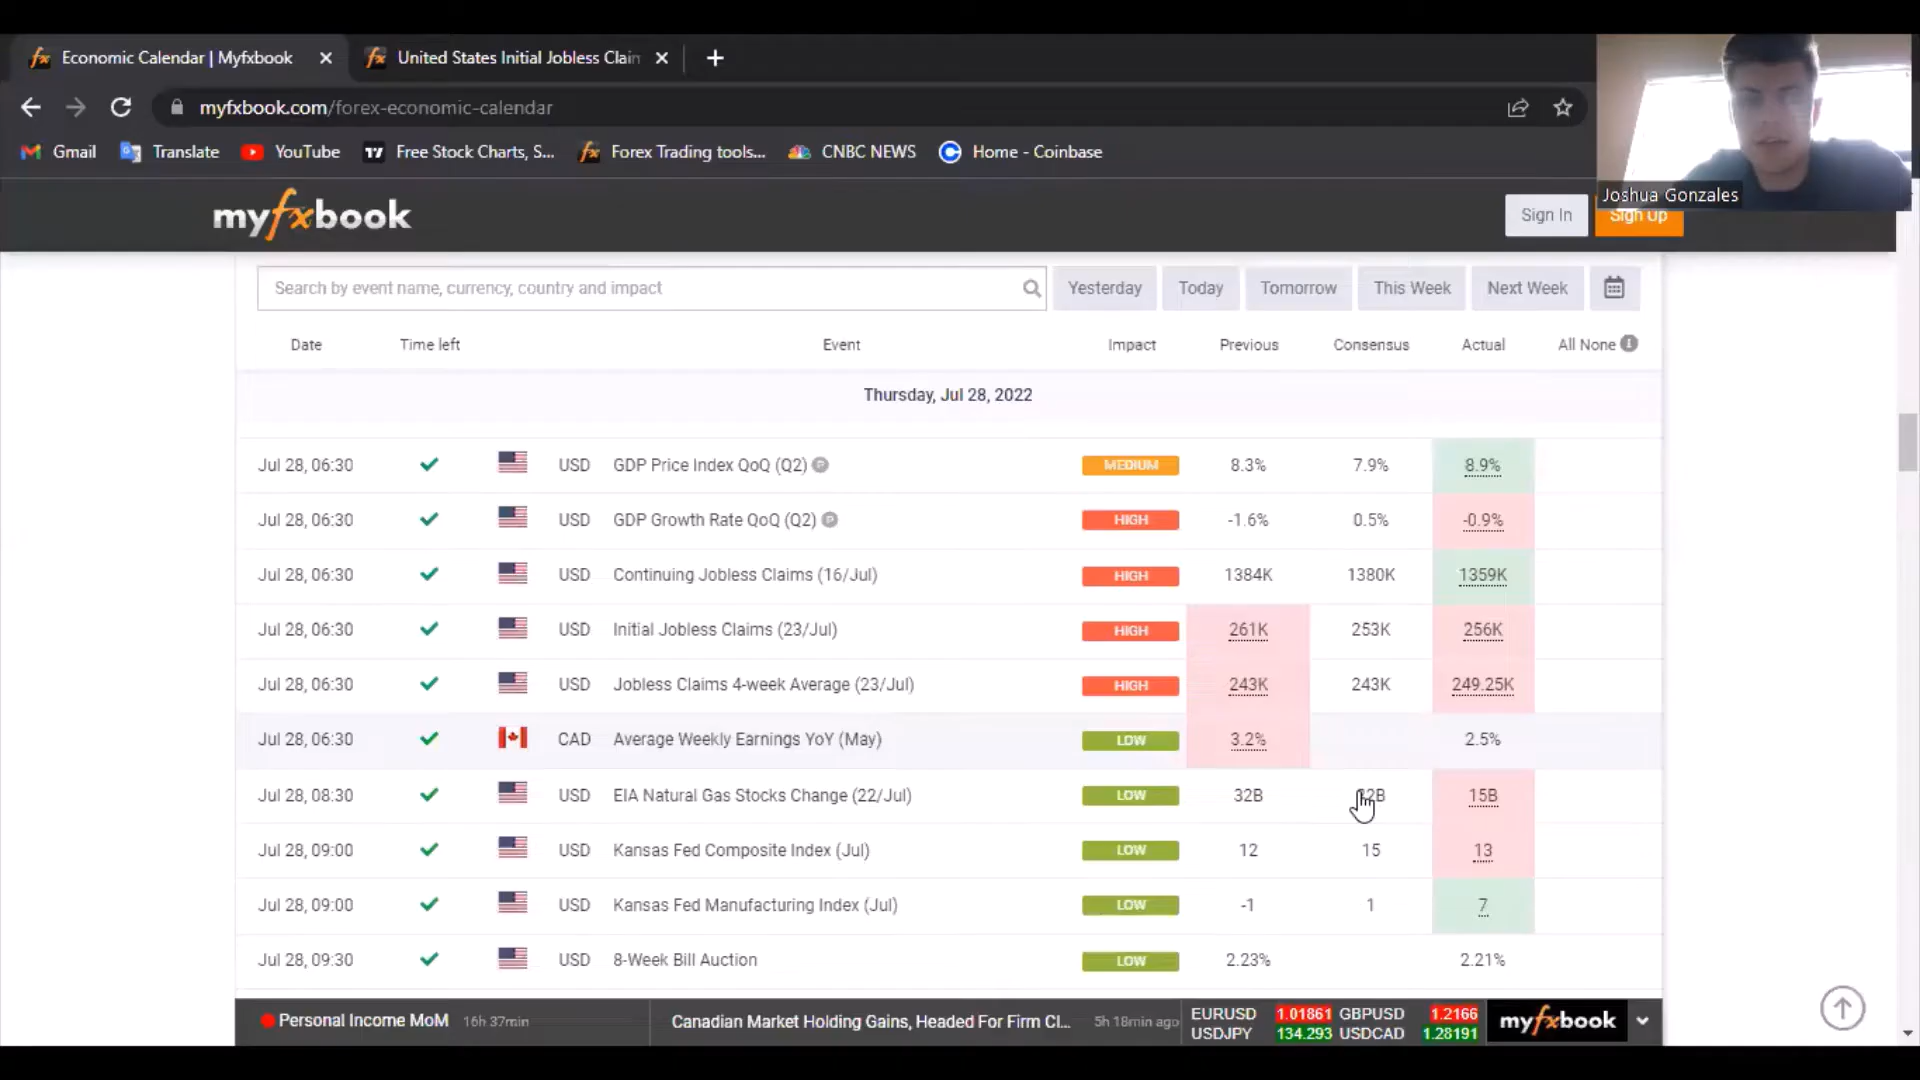 Economic Calendar | Myfxbook
United States Initial Jobless Clain
myfxbook.com/forex-economic-calendar
Gmail Translate YouTube Free Stock Charts, S... Forex Trading tools... CNBC NEWS Home - Coinbase
Joshua Gonzales
myfxbook
Sign In Sign Up
Search by event name, currency, country and impact Yesterday Today Tomorrow This Week Next Week
Date Time left Event Impact Previous Consensus Actual All None
Thursday, Jul 28, 2022
Jul 28, 06:30 USD GDP Price Index QoQ (Q2) P MEDIUM 8.3% 7.9% 8.9%
Jul 28, 06:30 USD GDP Growth Rate QoQ (Q2) P HIGH -1.6% 0.5% -0.9%
Jul 28, 06:30 USD Continuing Jobless Claims (16/Jul) HIGH 1384K 1380K 1359K
Jul 28, 06:30 USD Initial Jobless Claims (23/Jul) HIGH 261K 253K 256K
Jul 28, 06:30 USD Jobless Claims 4-week Average (23/Jul) HIGH 243K 243K 249.25K
Jul 28, 06:30 CAD Average Weekly Earnings YoY (May) LOW 3.2% 2.5%
Jul 28, 08:30 USD EIA Natural Gas Stocks Change (22/Jul) LOW 32B 15B
Jul 28, 09:00 USD Kansas Fed Composite Index (Jul) LOW 12 15 13
Jul 28, 09:00 USD Kansas Fed Manufacturing Index (Jul) LOW -1 1 7
Jul 28, 09:30 USD 8-Week Bill Auction LOW 2.23% 2.21%
Personal Income MoM 16h 37min Canadian Market Holding Gains, Headed For Firm Cl... 5h 18min ago EURUSD 1.01861 GBPUSD 1.2166 myfxbook
USDJPY 134.293 USDCAD 1.28191